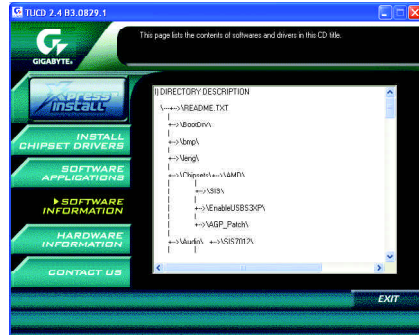 TUCD 2.4 B3.0829.1
GIGABYTE
This page lists the contents of softwares and drivers in this CD title.
Xpress
Install
INSTALL
CHIPSET DRIVERS
SOFTWARE
APPLICATIONS
SOFTWARE
INFORMATION
HARDWARE
INFORMATION
CONTACT US
I) DIRECTORY DESCRIPTION
\---+-->\README.TXT
|
+-->\BootDrv\
|
+-->\bmp\
|
+-->\leng\
|
+-->\Chipsets\+-->\AMD\
| |
| +-->\SIS\
| |
| +-->\EnableUSBS3XP\
| |
| +-->\AGP_Patch\
|
+-->\Audio\ +-->\SIS7012\
EXIT